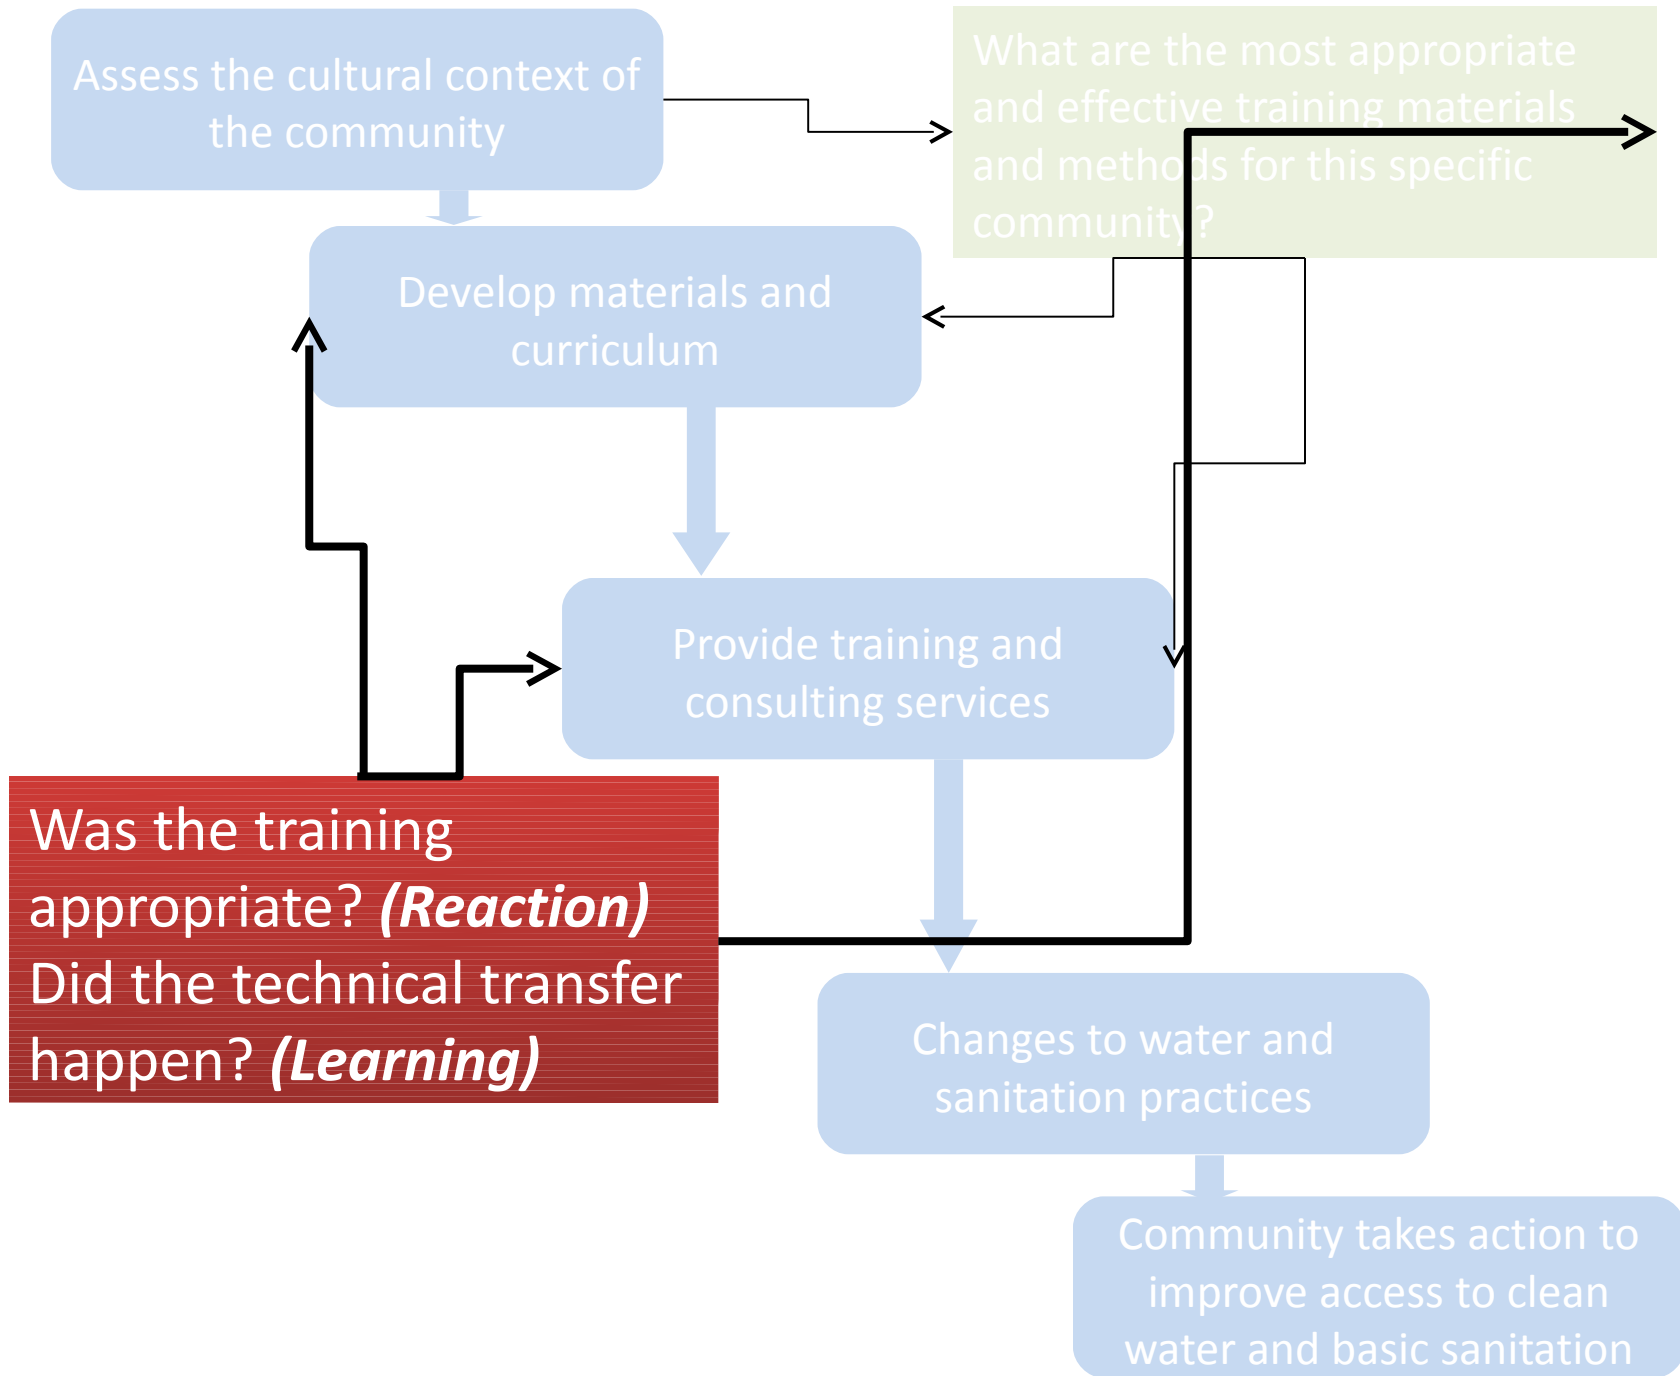 Assess the cultural context of
the community
What are the most appropriate
and effective training materials
and methods for this specific
community?
Develop materials and
curriculum
Provide training and
consulting services
Was the training
appropriate? (Reaction)
Did the technical transfer
happen? (Learning)
Changes to water and
sanitation practices
Community takes action to
improve access to clean
water and basic sanitation